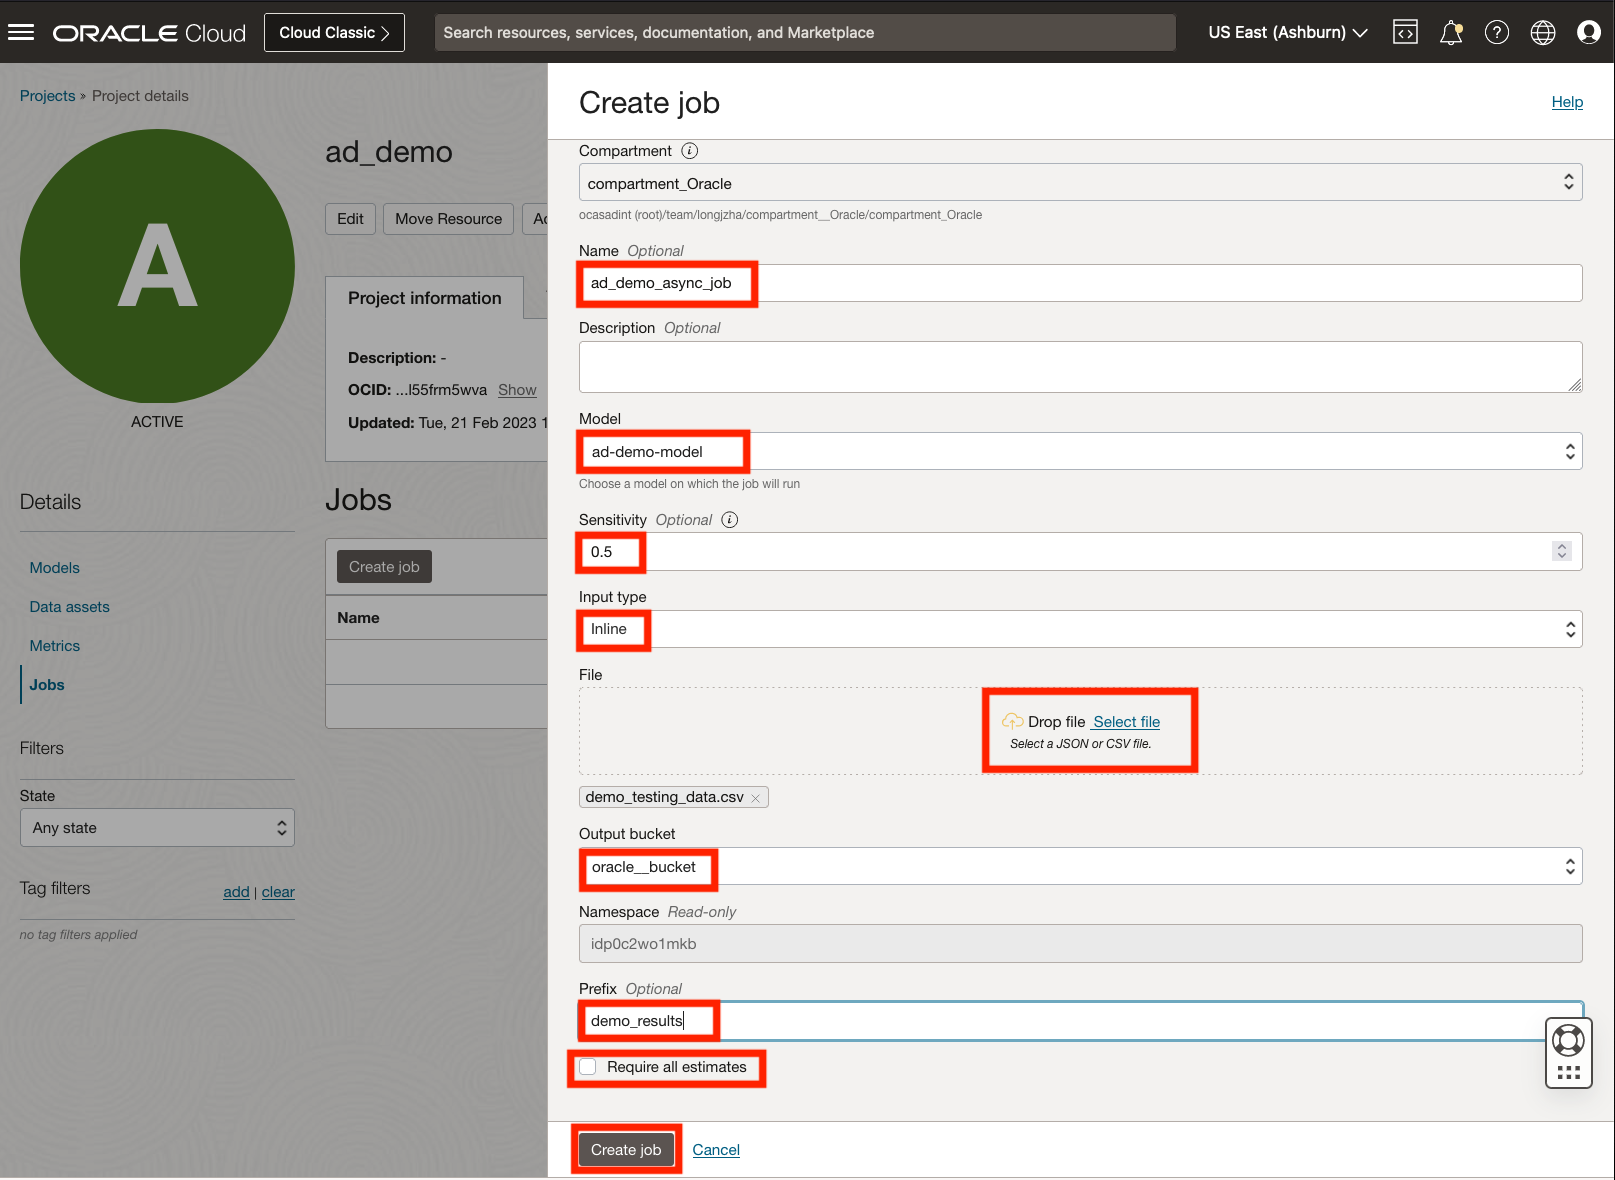 ORACLE Cloud
Cloud Classic
Search resources, services, documentation, and Marketplace
US East (Ashburn)
Projects » Project details
A
ACTIVE
ad_demo
Edit
Move Resource
Project information
Description: -
OCID: ...l55frm5wva Show
Updated: Tue, 21 Feb 2023 1
Details
Models
Data assets
Metrics
Jobs
Filters
State
Any state
Tag filters
add | clear
no tag filters applied
Jobs
Create job
Name
Create job
Help
Compartment
compartment_Oracle
ocasadint (root)/team/longjzha/compartment__Oracle/compartment_Oracle
Name Optional
ad_demo_async_job
Description Optional
Model
ad-demo-model
Choose a model on which the job will run
Sensitivity Optional
0.5
Input type
Inline
File
Drop file Select file
Select a JSON or CSV file.
demo_testing_data.csv
Output bucket
oracle__bucket
Namespace Read-only
idp0c2wo1mkb
Prefix Optional
demo_results
Require all estimates
Create job
Cancel